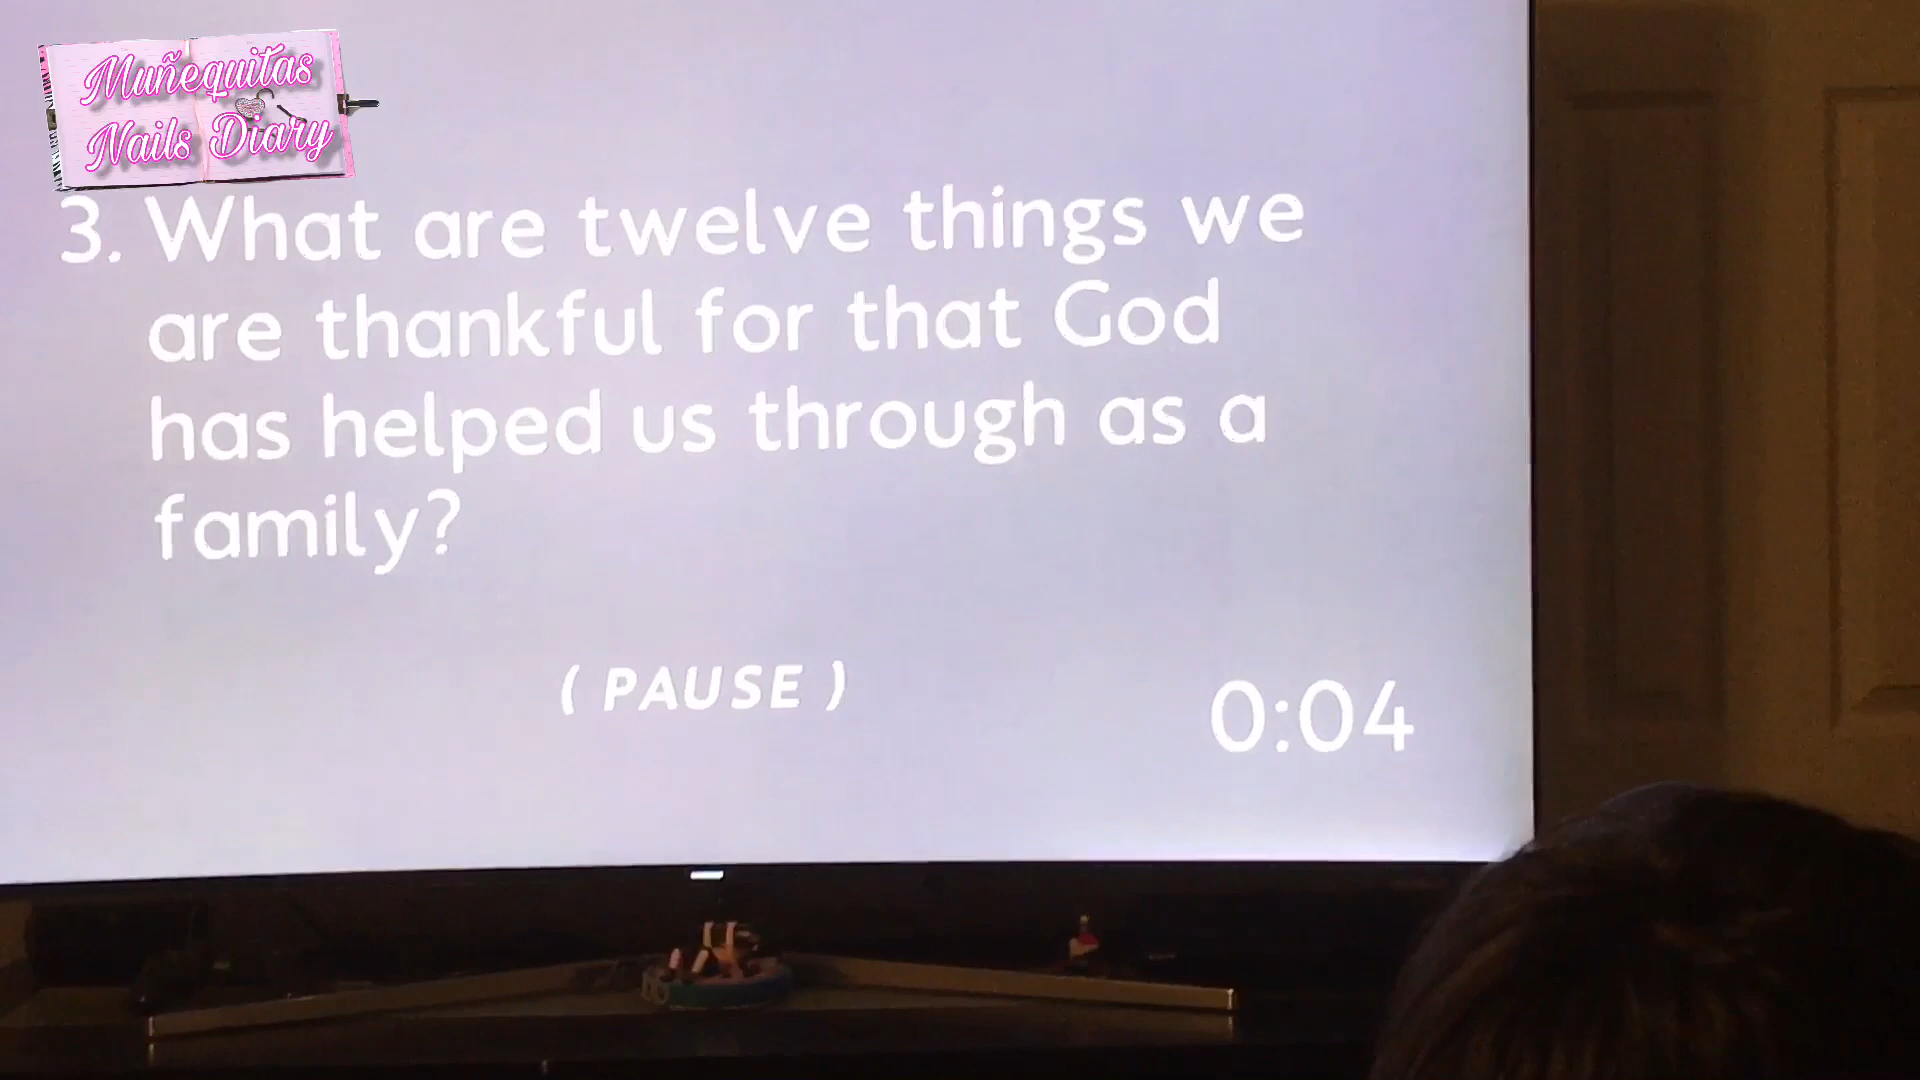 Muñequitas
Nails Diary
3. What are twelve things we
are thankful for that God
has helped us through as a
family?
( PAUSE )
0:04